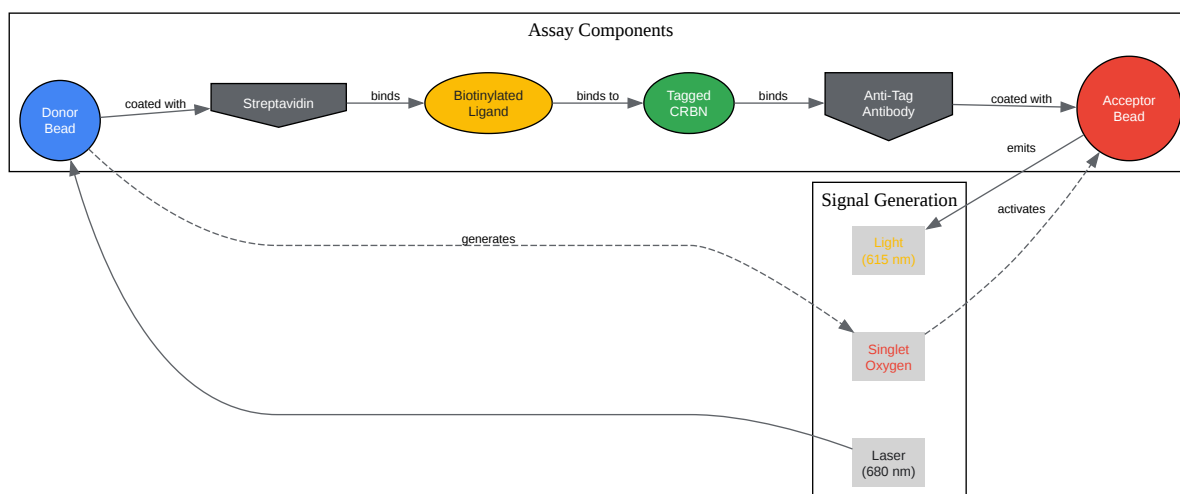 Assay Components
Donor
Bead
coated with
Streptavidin
binds
Biotinylated
Ligand
binds to
Tagged
CRBN
binds
Anti-Tag
Antibody
coated with
Acceptor
Bead
emits
Signal Generation
activates
Light
(615 nm)
generates
Singlet
Oxygen
Laser
(680 nm)